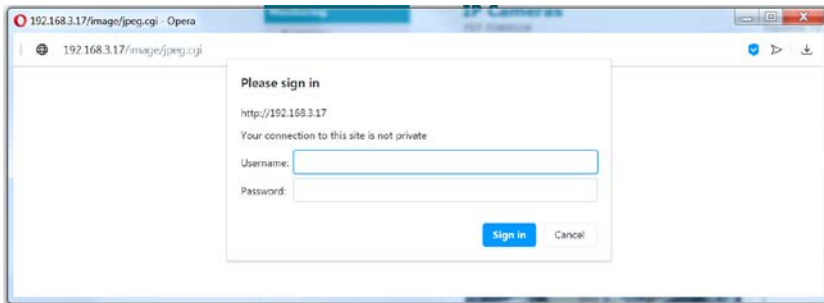 192.168.3.17/image/jpeg.cgi - Opera
IP Cameras
192.168.3.17/image/jpeg.cgi
Please sign in
http://192.168.3.17
Your connection to this site is not private
Username:
Password:
Sign in
Cancel